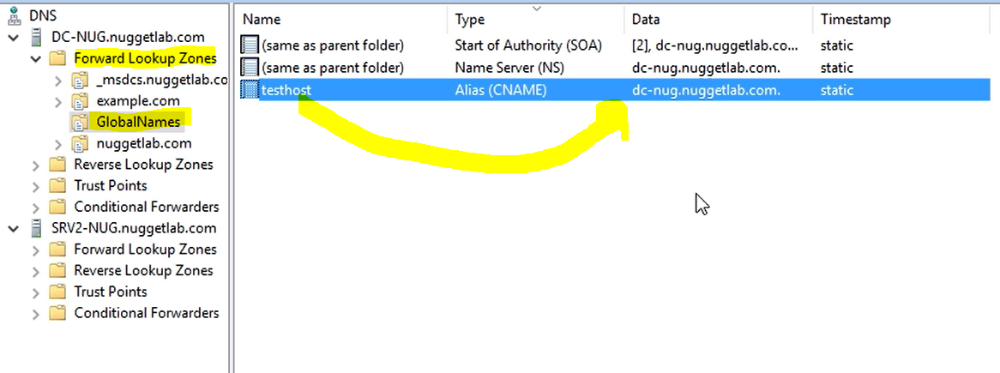 DNS
DC-NUG.nuggetlab.com
Forward Lookup Zones
_msdcs.nuggetlab.co
example.com
GlobalNames
nuggetlab.com
Reverse Lookup Zones
Trust Points
Conditional Forwarders
SRV2-NUG.nuggetlab.com
Forward Lookup Zones
Reverse Lookup Zones
Trust Points
Conditional Forwarders
Name Type Data Timestamp
(same as parent folder) Start of Authority (SOA) [2], dc-nug.nuggetlab.co... static
(same as parent folder) Name Server (NS) dc-nug.nuggetlab.com. static
testhost Alias (CNAME) dc-nug.nuggetlab.com. static